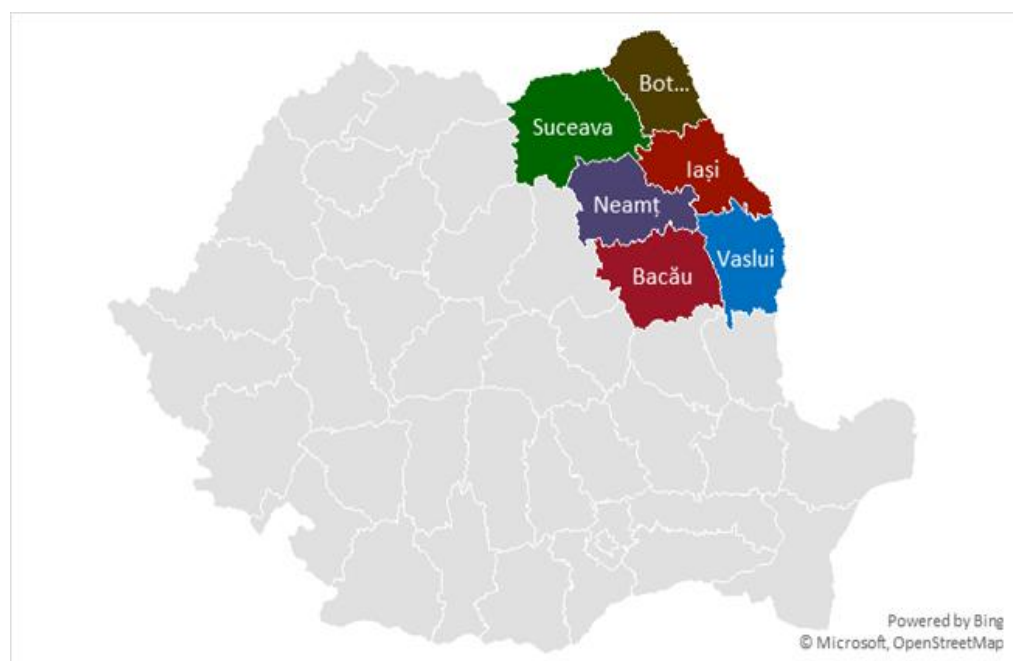 Bot...
Suceava
Iași
Neamț
Vaslui
Bacău
Powered by Bing
© Microsoft, OpenStreetMap